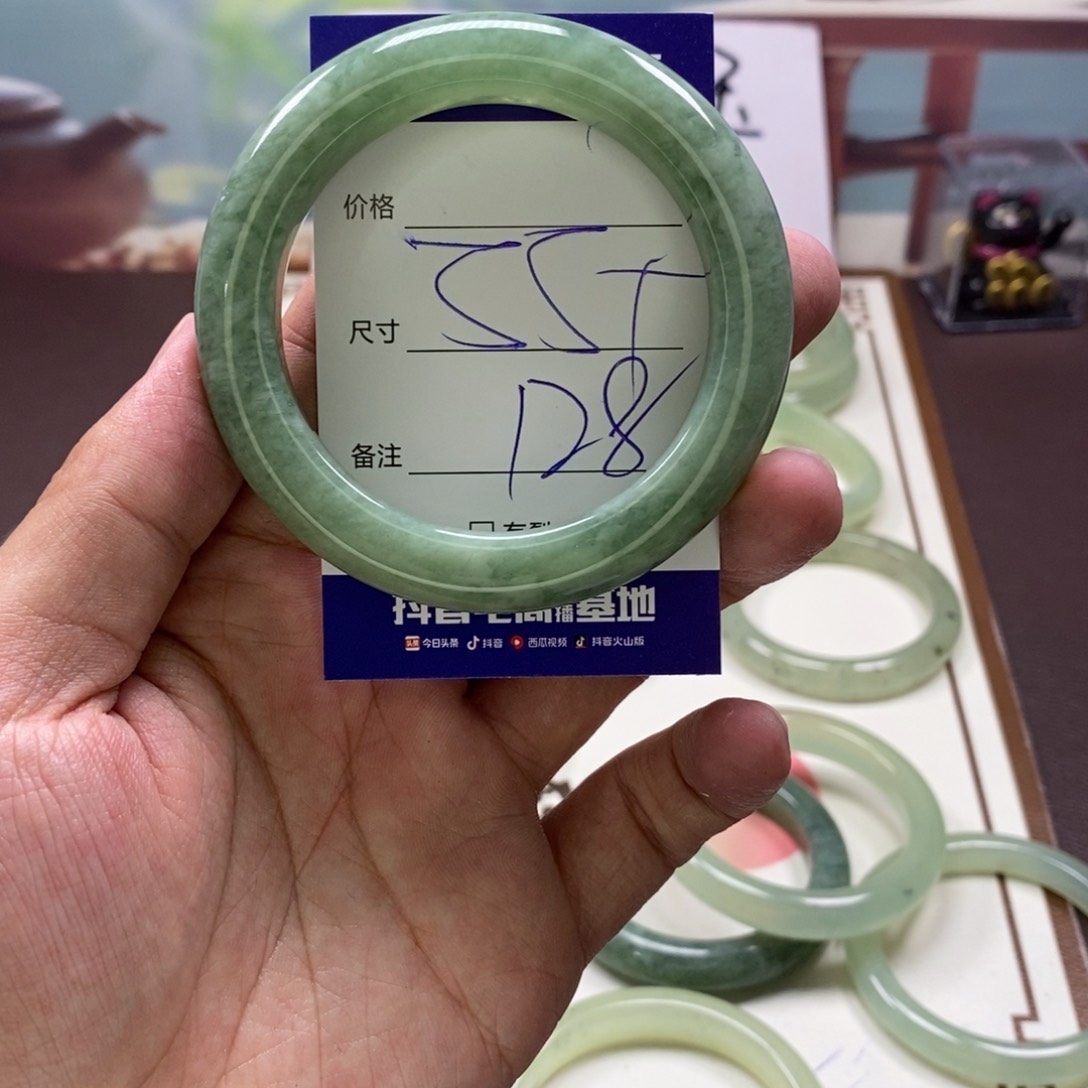 价格
尺寸
55+
备注
128
抖音电商直播基地
今日头条 抖音 西瓜视频 抖音火山版